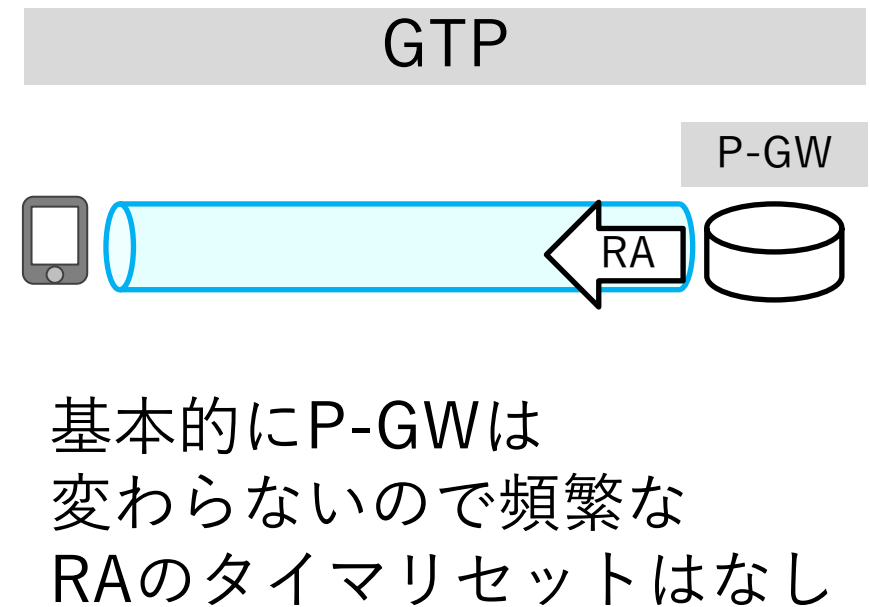 GTP
P-GW
RA
基本的にP-GWは
変わらないので頻繁な
RAのタイマリセットはなし